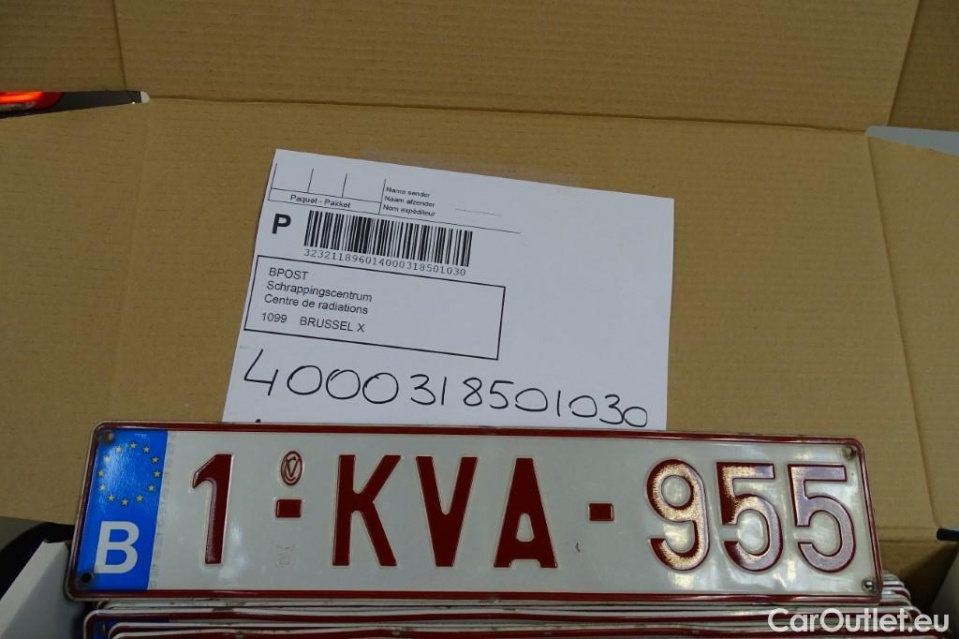 Name sender
Naam afzender
Nom expéditeur
Paquet - Pakket
P
323211896014000318501030
BPOST
Schrappingscentrum
Centre de radiations
1099 BRUSSEL X
4000318501030
B 1-KVA-955
CarOutlet.eu